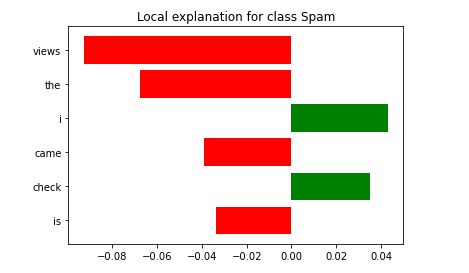 Local explanation for class Spam
views
the
i
came
check
is
−0.08 −0.06 −0.04 −0.02 0.00 0.02 0.04